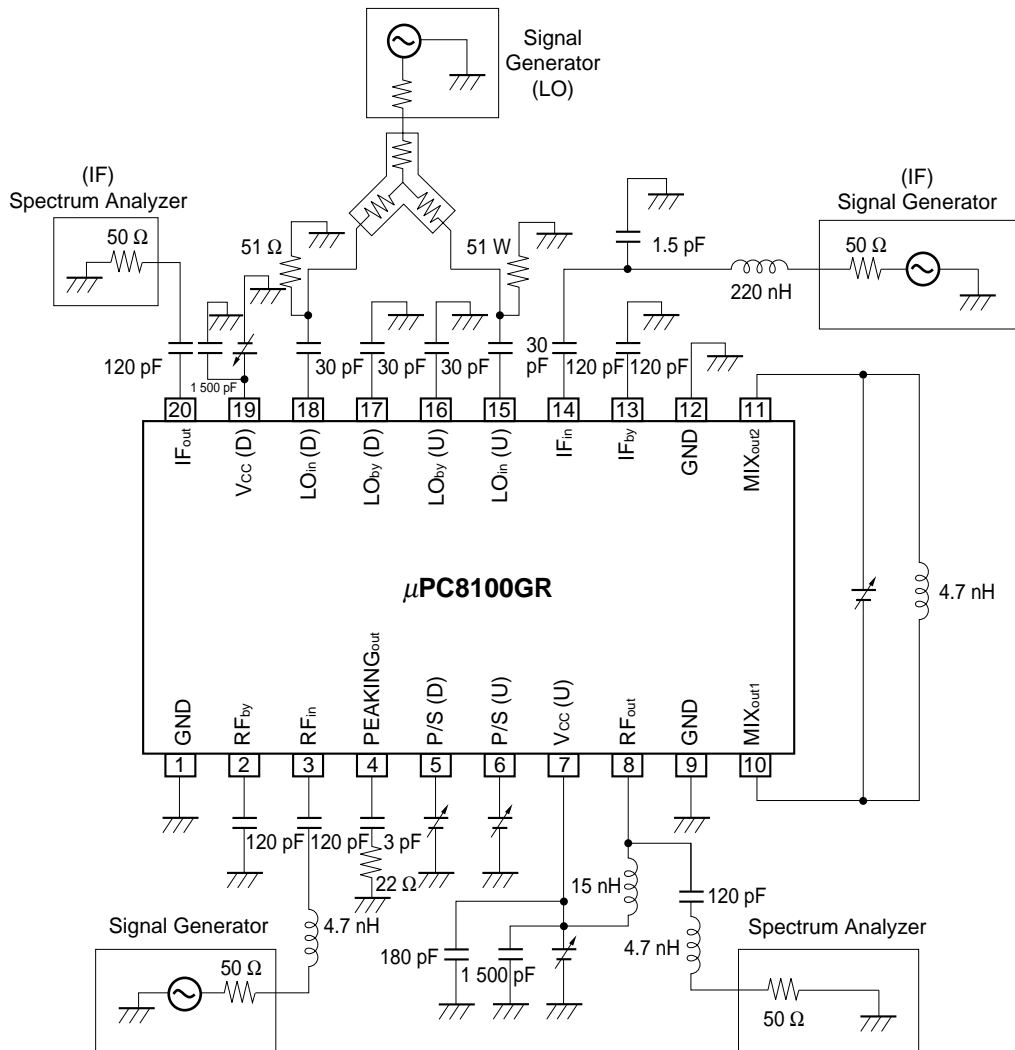 Signal
Generator
(LO)
(IF)
Spectrum Analyzer
50 Ω
(IF)
Signal Generator
50 Ω
51 Ω
51 W
1.5 pF
220 nH
120 pF
1 500 pF
30 pF
30 pF
30 pF
30
pF
120 pF
120 pF
20
19
18
17
16
15
14
13
12
11
IFout
VCC (D)
LOin (D)
LOby (D)
LOby (U)
LOin (U)
IFin
IFby
GND
MIXout2
µPC8100GR
4.7 nH
GND
RFby
RFin
PEAKINGout
P/S (D)
P/S (U)
VCC (U)
RFout
GND
MIXout1
1
2
3
4
5
6
7
8
9
10
120 pF
120 pF
3 pF
22 Ω
15 nH
120 pF
Signal Generator
4.7 nH
50 Ω
180 pF
1 500 pF
4.7 nH
Spectrum Analyzer
50 Ω